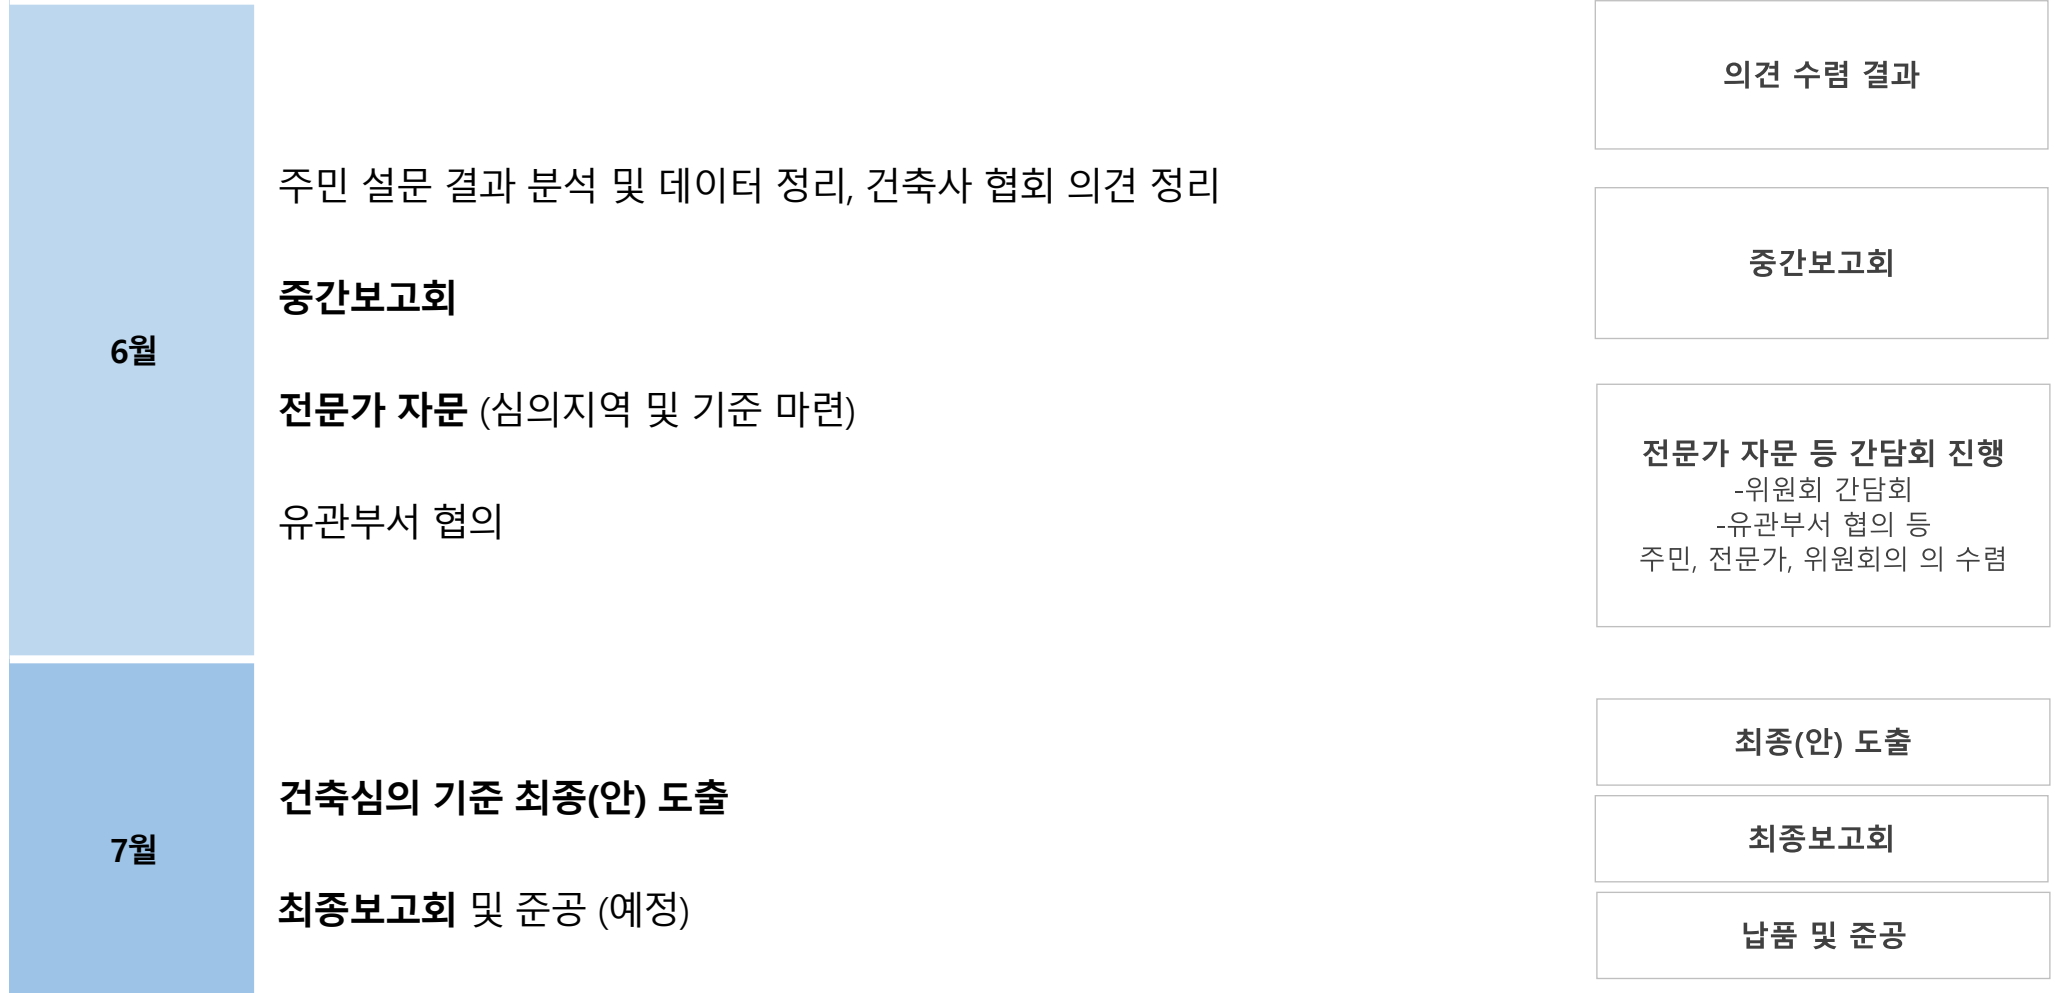 6월
주민 설문 결과 분석 및 데이터 정리, 건축사 협회 의견 정리
중간보고회
전문가 자문 (심의지역 및 기준 마련)
유관부서 협의
의견 수렴 결과
중간보고회
전문가 자문 등 간담회 진행
-위원회 간담회
-유관부서 협의 등
주민, 전문가, 위원회의 의 수렴
7월
건축심의 기준 최종(안) 도출
최종보고회 및 준공 (예정)
최종(안) 도출
최종보고회
납품 및 준공